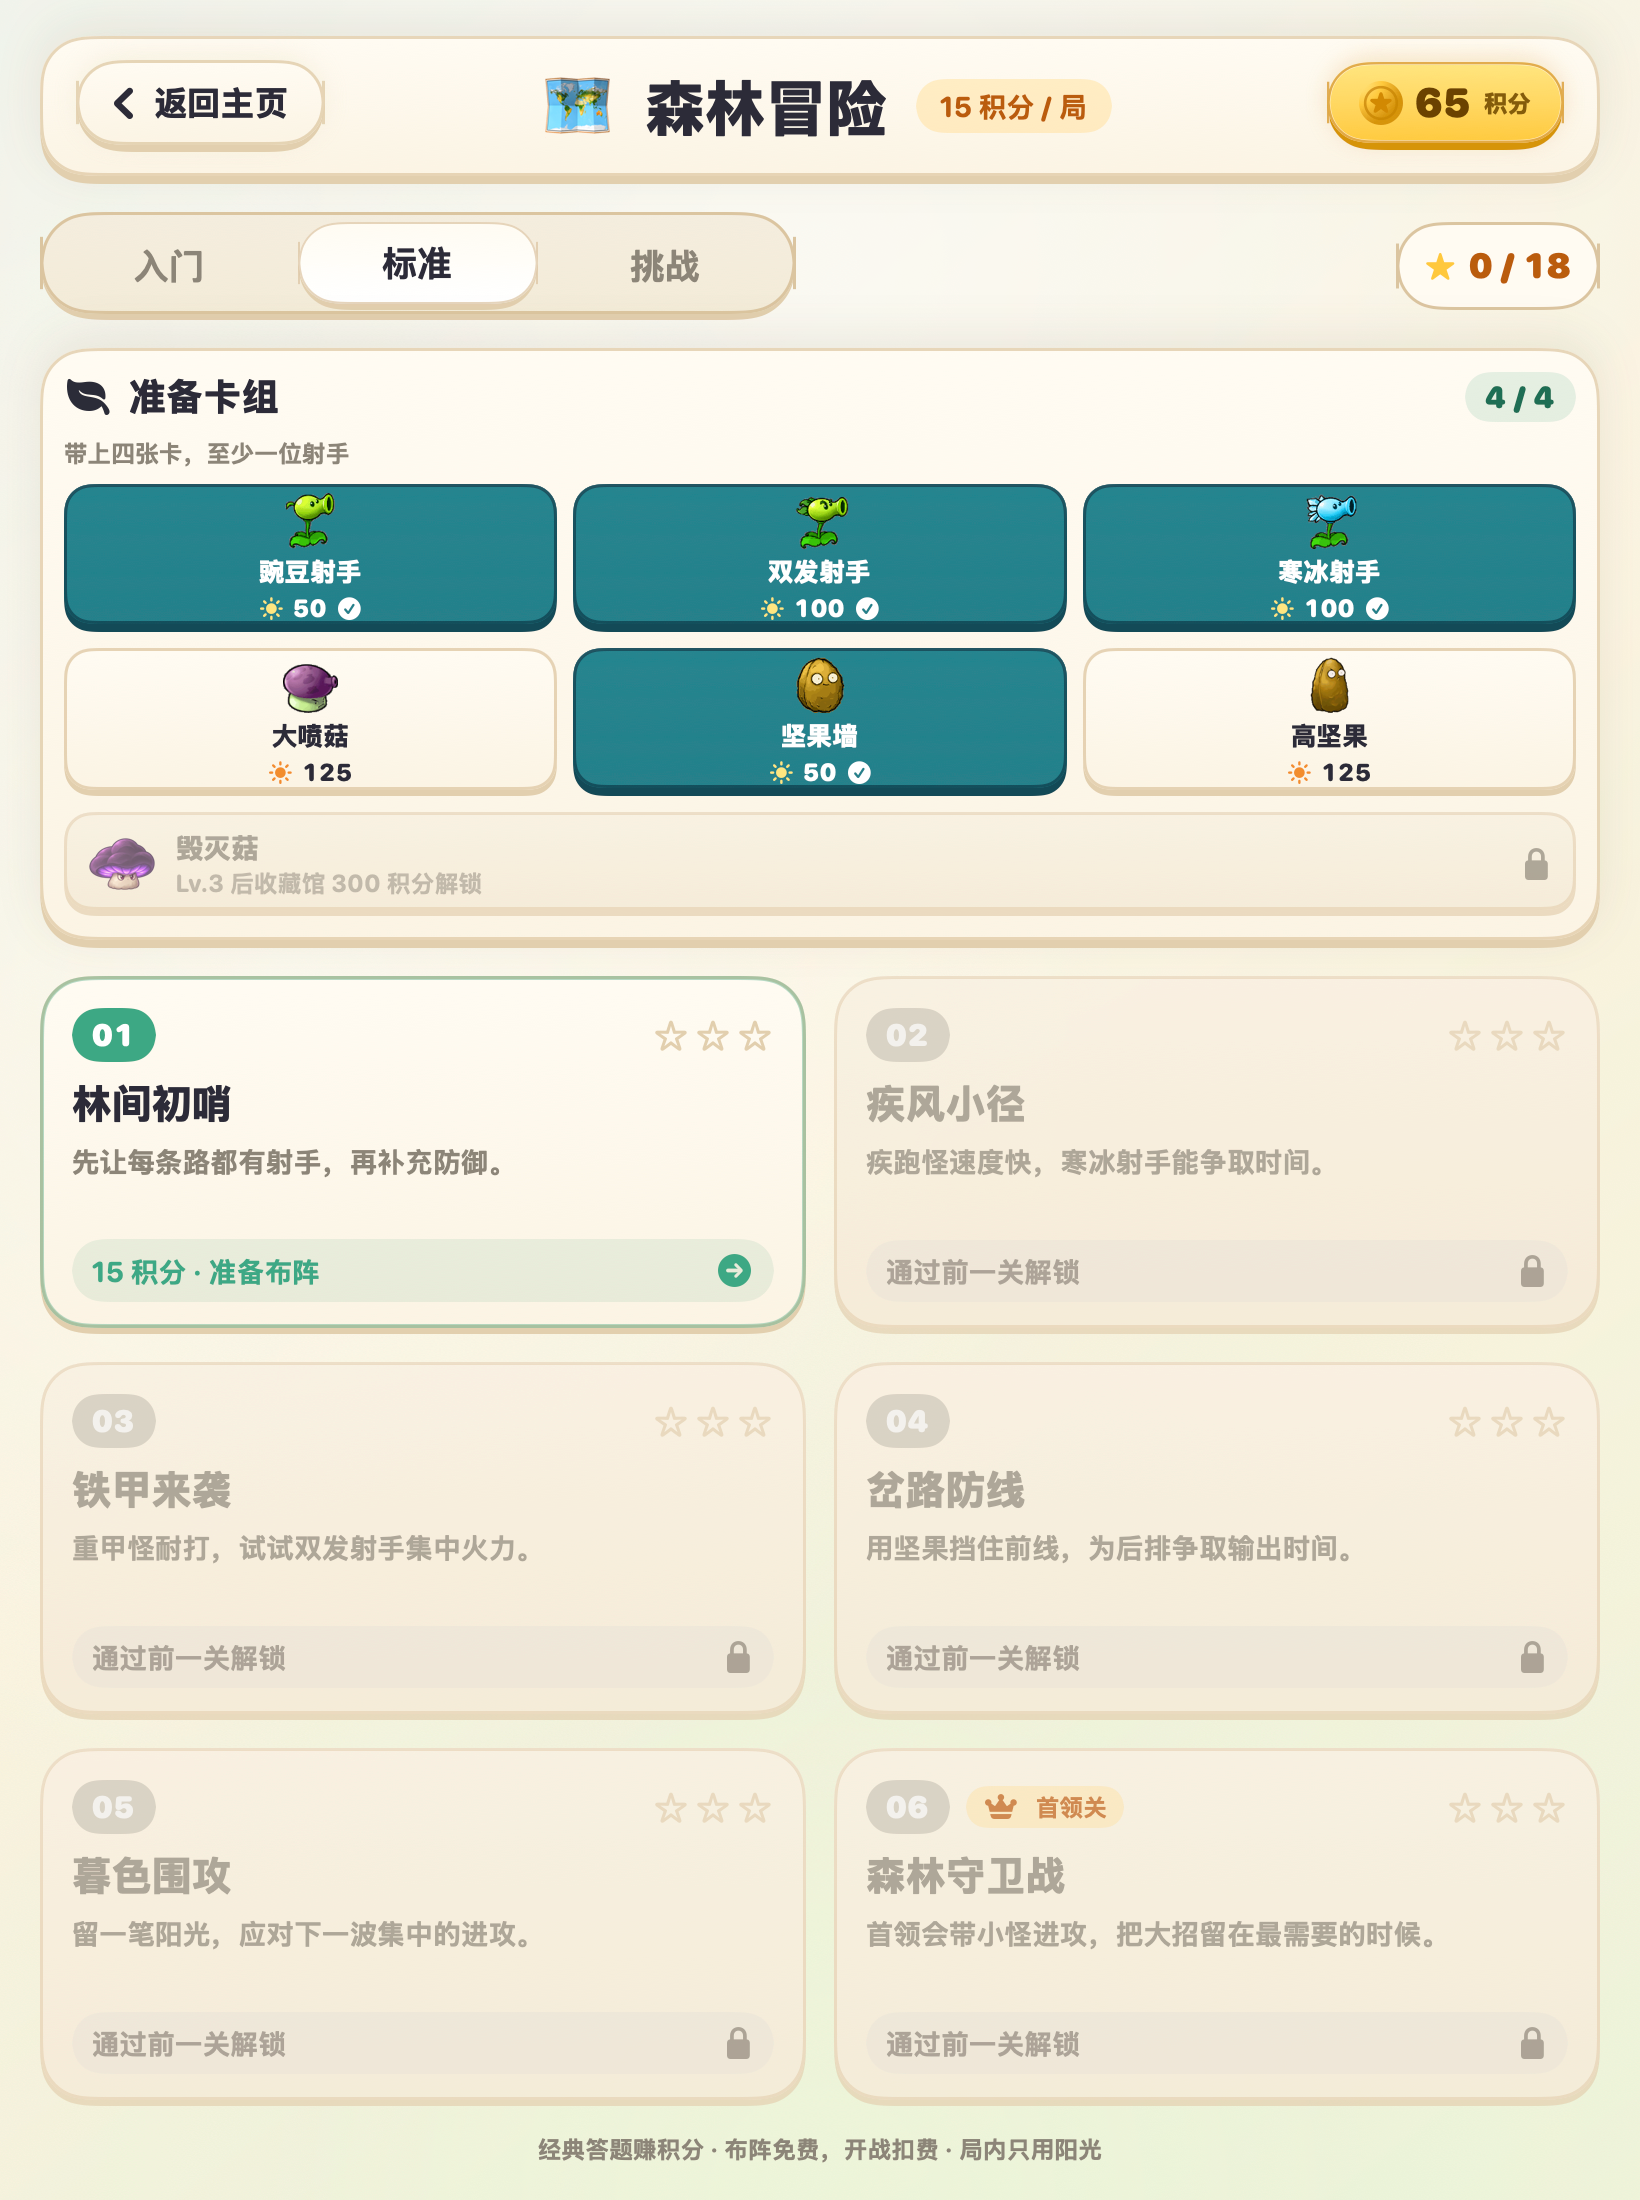 返回主页
森林冒险
15 积分 / 局
65 积分
入门
标准
挑战
0 / 18
准备卡组
4 / 4
带上四张卡，至少一位射手
豌豆射手
50
双发射手
100
寒冰射手
100
大喷菇
125
坚果墙
50
高坚果
125
毁灭菇
Lv.3 后收藏馆 300 积分解锁
01
林间初哨
先让每条路都有射手，再补充防御。
15 积分 · 准备布阵
02
疾风小径
疾跑怪速度快，寒冰射手能争取时间。
通过前一关解锁
03
铁甲来袭
重甲怪耐打，试试双发射手集中火力。
通过前一关解锁
04
岔路防线
用坚果挡住前线，为后排争取输出时间。
通过前一关解锁
05
暮色围攻
留一笔阳光，应对下一波集中的进攻。
通过前一关解锁
06
首领关
森林守卫战
首领会带小怪进攻，把大招留在最需要的时候。
通过前一关解锁
经典答题赚积分 · 布阵免费，开战扣费 · 局内只用阳光